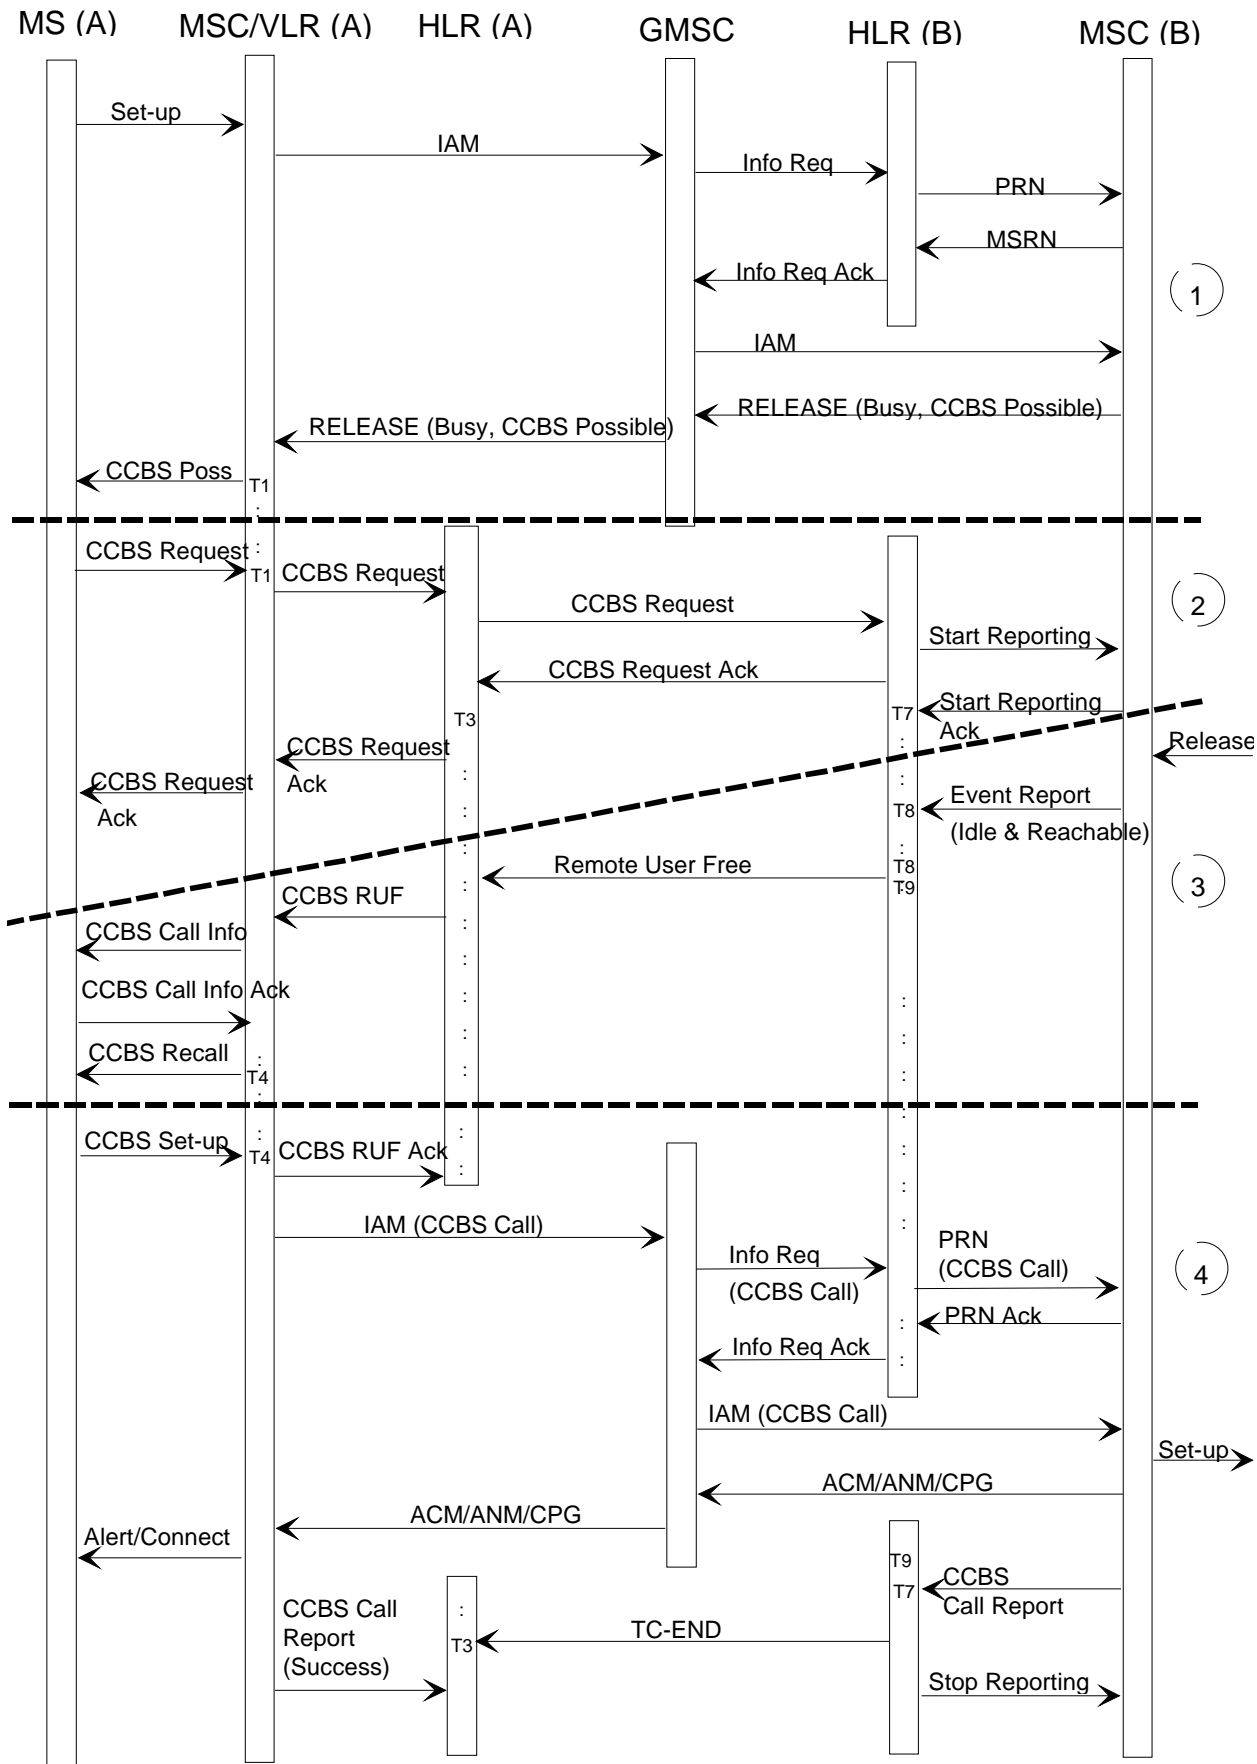 MS (A) MSC/VLR (A) HLR (A) GMSC HLR (B) MSC (B)
Set-up
IAM
Info Req
PRN
MSRN
Info Req Ack
1
IAM
RELEASE (Busy, CCBS Possible)
RELEASE (Busy, CCBS Possible)
CCBS Poss
T1
CCBS Request
T1
CCBS Request
CCBS Request
2
Start Reporting
CCBS Request Ack
T3
T7
Start Reporting
Ack
Release
CCBS Request
Ack
CCBS Request
Ack
T8
Event Report
(Idle & Reachable)
Remote User Free
T8
T9
3
CCBS RUF
CCBS Call Info
CCBS Call Info Ack
CCBS Recall
T4
CCBS Set-up
T4
CCBS RUF Ack
IAM (CCBS Call)
Info Req
(CCBS Call)
PRN
(CCBS Call)
4
PRN Ack
Info Req Ack
IAM (CCBS Call)
Set-up
ACM/ANM/CPG
ACM/ANM/CPG
Alert/Connect
T9
T7
CCBS
Call Report
CCBS Call
Report
(Success)
T3
TC-END
Stop Reporting